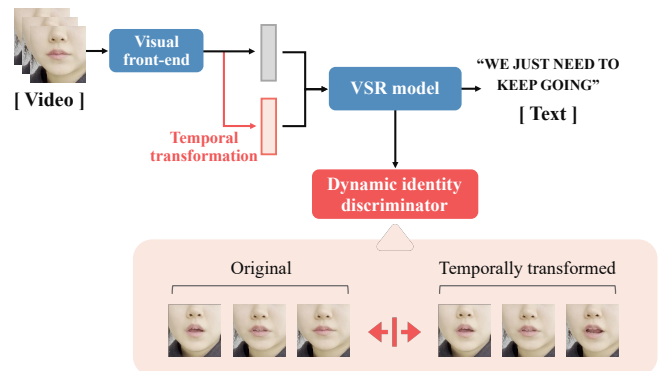 Visual
front-end
[ Video ]
Temporal
transformation
VSR model
“WE JUST NEED TO
KEEP GOING”
[ Text ]
Dynamic identity
discriminator
Original
Temporally transformed